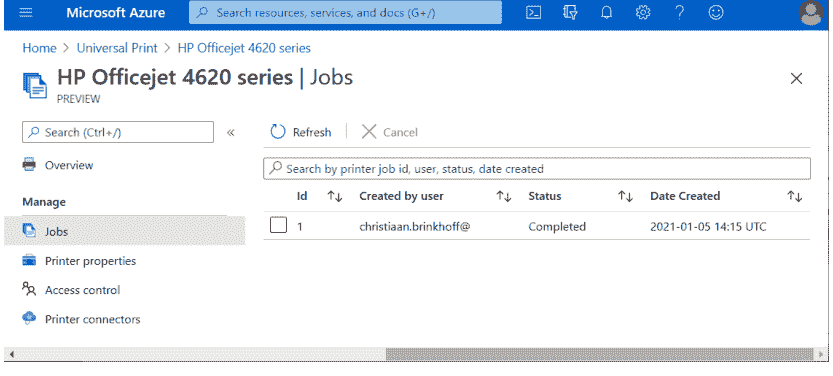 Microsoft Azure
Search resources, services, and docs (G+/)
Home > Universal Print > HP Officejet 4620 series
HP Officejet 4620 series | Jobs
PREVIEW
Search (Ctrl+/)
«
Refresh
Cancel
Overview
Search by printer job id, user, status, date created
Manage
Id ↑↓ Created by user ↑↓ Status ↑↓ Date Created ↑↓
Jobs
1 christiaan.brinkhoff@ Completed 2021-01-05 14:15 UTC
Printer properties
Access control
Printer connectors